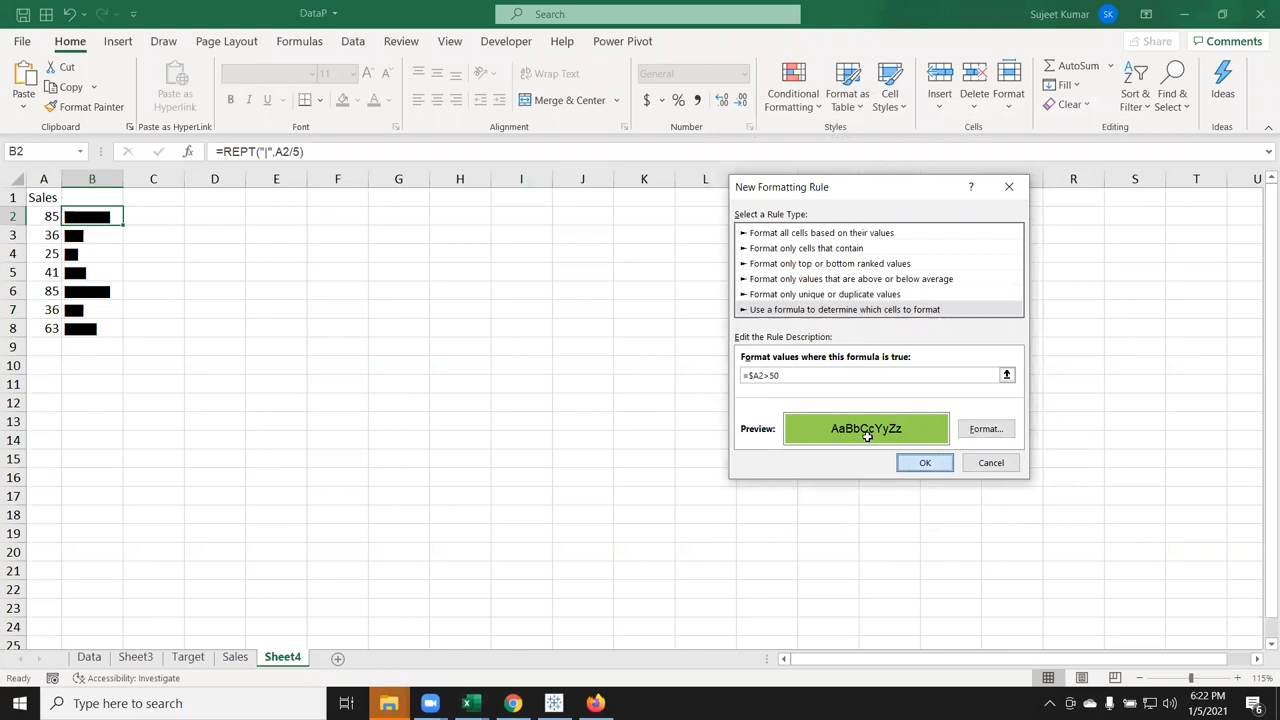 DataP
Search
Sujeet Kumar SK
File Home Insert Draw Page Layout Formulas Data Review View Developer Help Power Pivot Share Comments
Paste Cut Copy Format Painter
Clipboard
Paste as Hyperlink
Paste as HyperLink
11
B I U
Font
Wrap Text
Merge & Center
Alignment
General
$ % , 
Number
Conditional Formatting Format as Table Cell Styles
Styles
Insert Delete Format
Cells
AutoSum Fill Clear
Sort & Filter Find & Select
Editing
Ideas
Ideas
B2 fx =REPT("|",A2/5)
A B C D E F G H I J K L R S T U
1 Sales
2 85
3 36
4 25
5 41
6 85
7 36
8 63
9
10
11
12
13
14
15
16
17
18
19
20
21
22
23
24
25
New Formatting Rule ?
Select a Rule Type:
► Format all cells based on their values
► Format only cells that contain
► Format only top or bottom ranked values
► Format only values that are above or below average
► Format only unique or duplicate values
► Use a formula to determine which cells to format
Edit the Rule Description:
Format values where this formula is true:
=$A2>50
Preview: AaBbCcYyZz Format...
OK Cancel
Data Sheet3 Target Sales Sheet4
Ready Accessibility: Investigate 115%
Type here to search
6:22 PM
1/5/2021